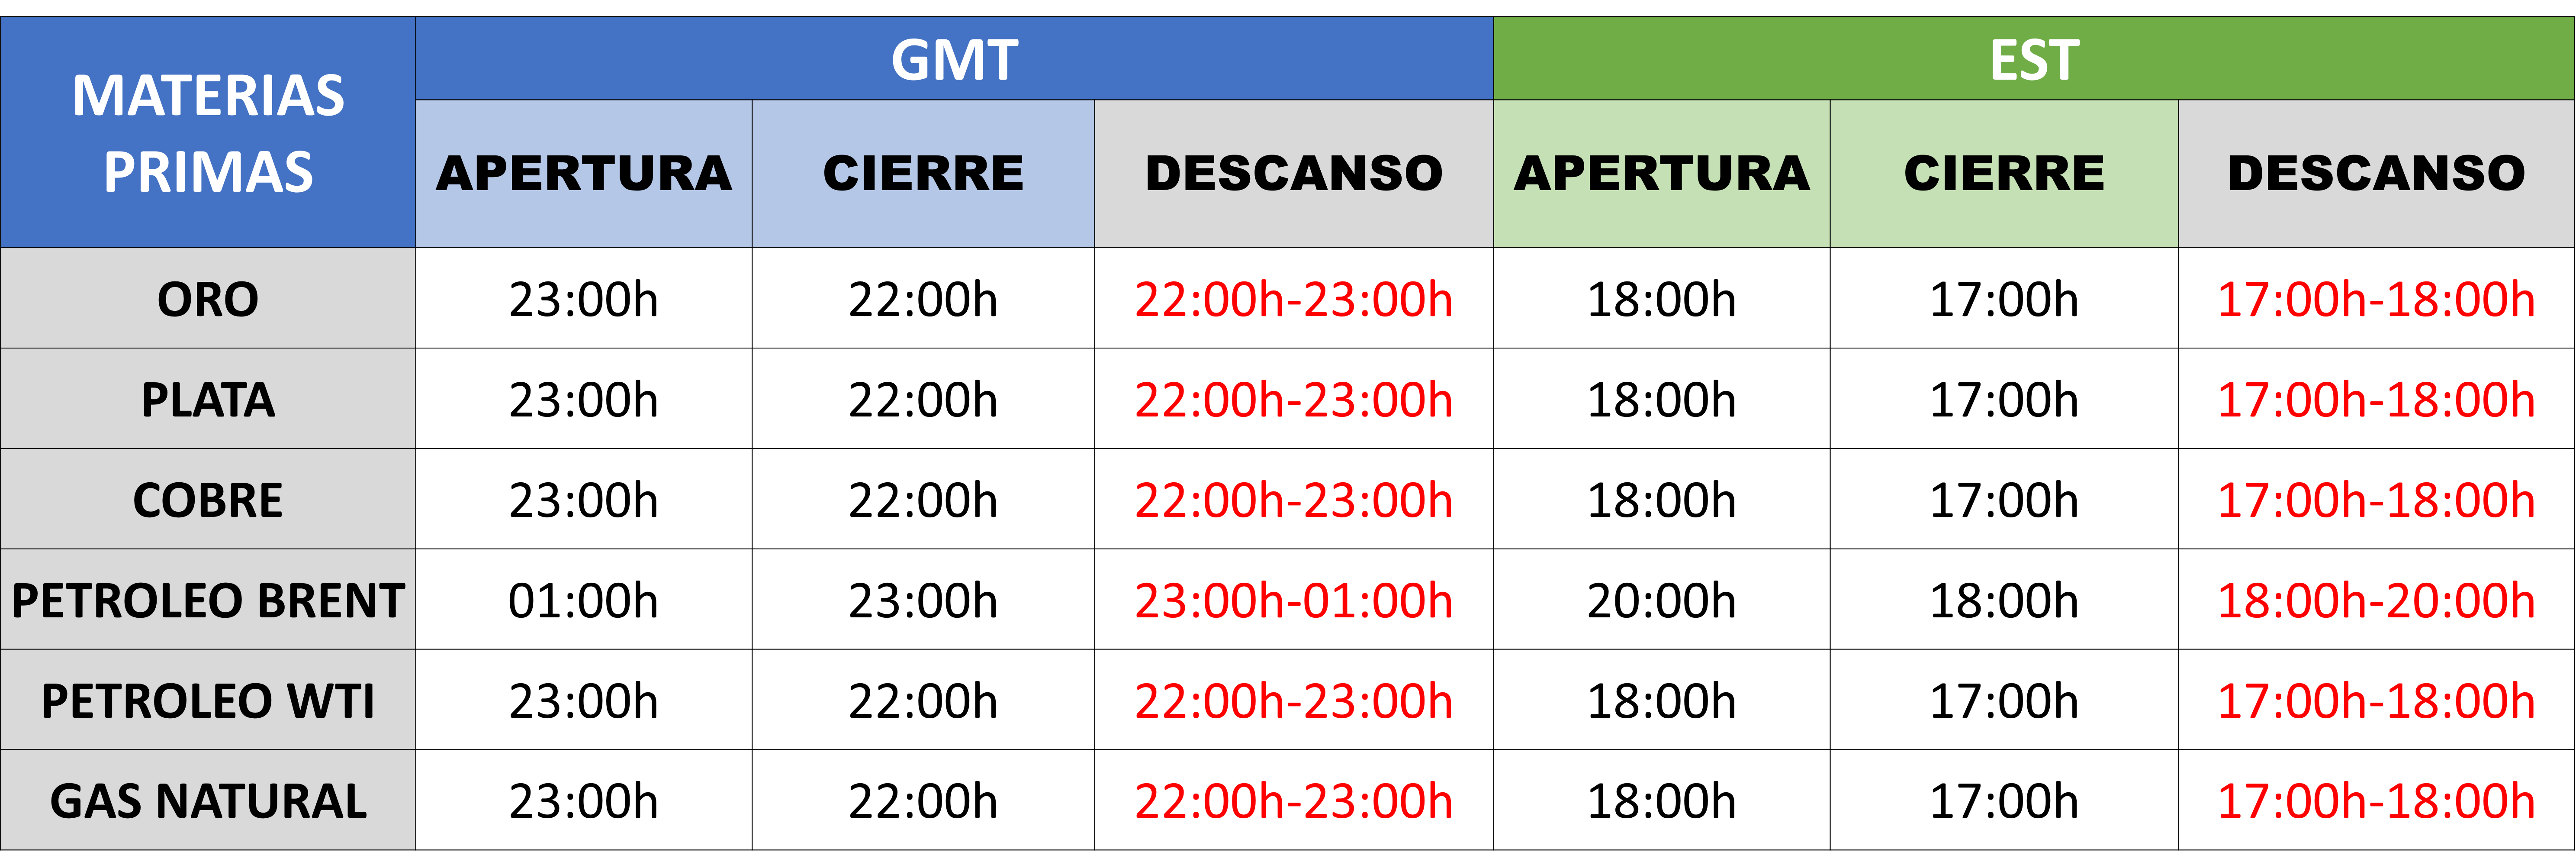 MATERIAS
PRIMAS
GMT EST
APERTURA CIERRE DESCANSO APERTURA CIERRE DESCANSO
ORO 23:00h 22:00h 22:00h-23:00h 18:00h 17:00h 17:00h-18:00h
PLATA 23:00h 22:00h 22:00h-23:00h 18:00h 17:00h 17:00h-18:00h
COBRE 23:00h 22:00h 22:00h-23:00h 18:00h 17:00h 17:00h-18:00h
PETROLEO BRENT 01:00h 23:00h 23:00h-01:00h 20:00h 18:00h 18:00h-20:00h
PETROLEO WTI 23:00h 22:00h 22:00h-23:00h 18:00h 17:00h 17:00h-18:00h
GAS NATURAL 23:00h 22:00h 22:00h-23:00h 18:00h 17:00h 17:00h-18:00h